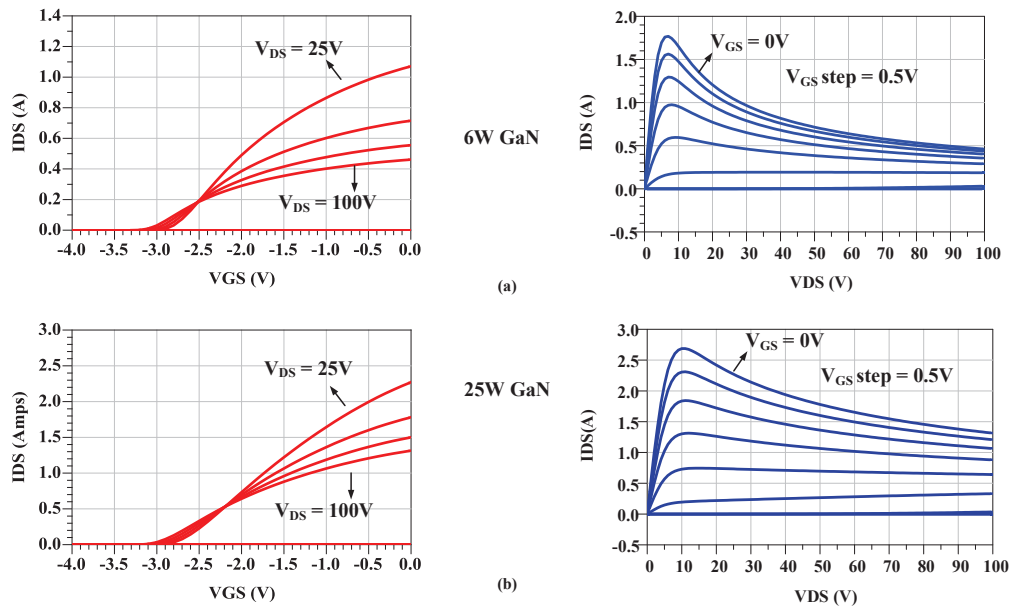 1.4
1.2
1.0
0.8
0.6
0.4
0.2
0.0
IDS (A)
V_DS = 25V
V_DS = 100V
-4.0 -3.5 -3.0 -2.5 -2.0 -1.5 -1.0 -0.5 0.0
VGS (V)
6W GaN
2.0
1.5
1.0
0.5
0.0
-0.5
IDS (A)
V_GS = 0V
V_GS step = 0.5V
0 10 20 30 40 50 60 70 80 90 100
VDS (V)
(a)
3.0
2.5
2.0
1.5
1.0
0.5
0.0
IDS (Amps)
V_DS = 25V
V_DS = 100V
-4.0 -3.5 -3.0 -2.5 -2.0 -1.5 -1.0 -0.5 0.0
VGS (V)
25W GaN
3.0
2.5
2.0
1.5
1.0
0.5
0.0
-0.5
IDS(A)
V_GS = 0V
V_GS step = 0.5V
0 10 20 30 40 50 60 70 80 90 100
VDS (V)
(b)